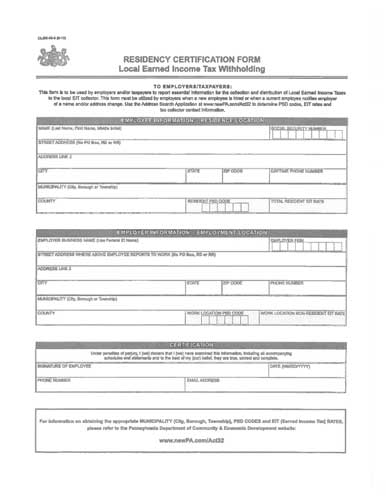 RESIDENCY CERTIFICATION FORM
Local Earned Income Tax Withholding
TO EMPLOYERS/TAXPAYERS:
This form is to be used by employers and/or taxpayers to report essential information for the collection and distribution of Local Earned Income Taxes
to the local EIT collector. This form must be utilized by employers when a new employee is hired or when a current employee notifies employer
of a name and/or address change. Use the Address Search Application at www.newPA.com/Act32 to determine PSD codes, EIT rates and
tax collector contact information.
EMPLOYEE INFORMATION - RESIDENCE LOCATION
NAME (Last Name, First Name, Middle Initial)
SOCIAL SECURITY NUMBER
STREET ADDRESS (No PO Box, RD or RR)
ADDRESS LINE 2
CITY
STATE
ZIP CODE
DAYTIME PHONE NUMBER
MUNICIPALITY (City, Borough or Township)
COUNTY
RESIDENT PSD CODE
TOTAL RESIDENT EIT RATE
EMPLOYER INFORMATION - EMPLOYMENT LOCATION
EMPLOYER BUSINESS NAME (Use Federal ID Name)
EMPLOYER FEIN
STREET ADDRESS WHERE ABOVE EMPLOYEE REPORTS TO WORK (No PO Box, RD or RR)
ADDRESS LINE 2
CITY
STATE
ZIP CODE
PHONE NUMBER
MUNICIPALITY (City, Borough or Township)
COUNTY
WORK LOCATION PSD CODE
WORK LOCATION NON-RESIDENT EIT RATE
CERTIFICATION
Under penalties of perjury, I (we) declare that I (we) have examined this information, including all accompanying
schedules and statements and to the best of my (our) belief, they are true, correct and complete.
SIGNATURE OF EMPLOYEE
DATE (MM/DD/YYYY)
PHONE NUMBER
EMAIL ADDRESS
For information on obtaining the appropriate MUNICIPALITY (City, Borough, Township), PSD CODES and EIT (Earned Income Tax) RATES,
please refer to the Pennsylvania Department of Community & Economic Development website:
www.newPA.com/Act32